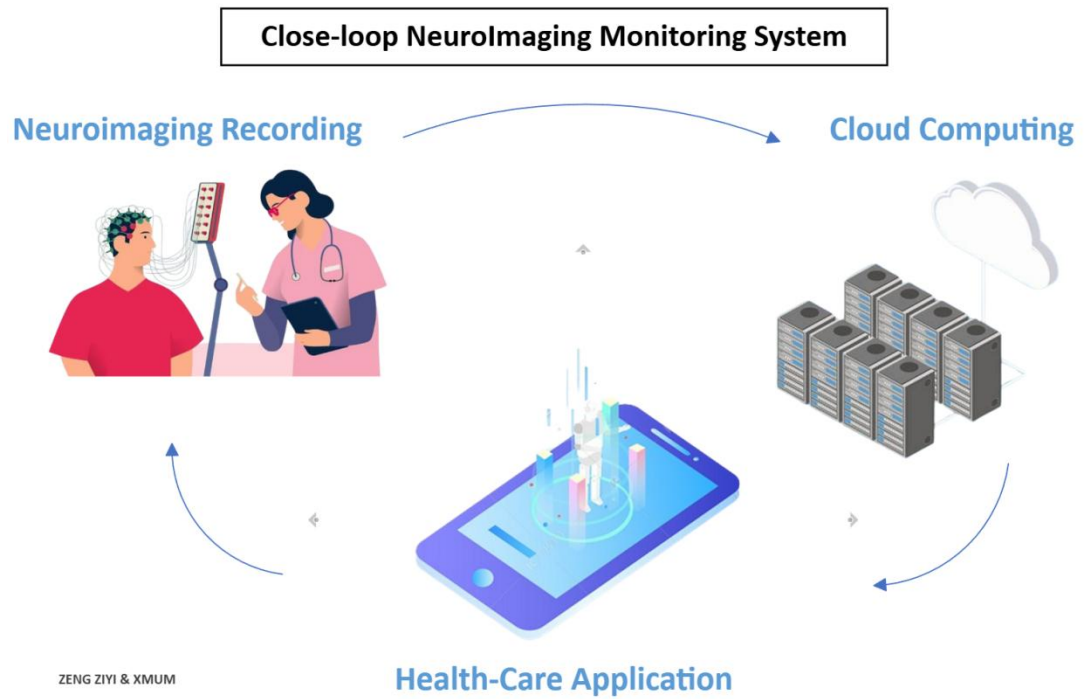 Close-loop NeuroImaging Monitoring System
Neuroimaging Recording
Cloud Computing
Health-Care Application
ZENG ZIYI & XMUM